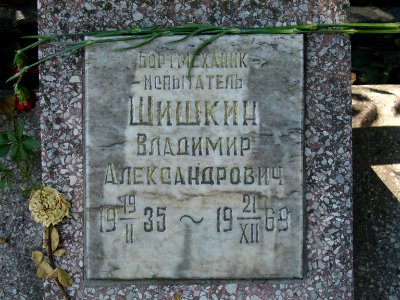 БОРТМЕХАНИК
ИСПЫТАТЕЛЬ
ШИШКИН
ВЛАДИМИР
АЛЕКСАНДРОВИЧ
19 19/II 35 ~ 19 21/XII 69